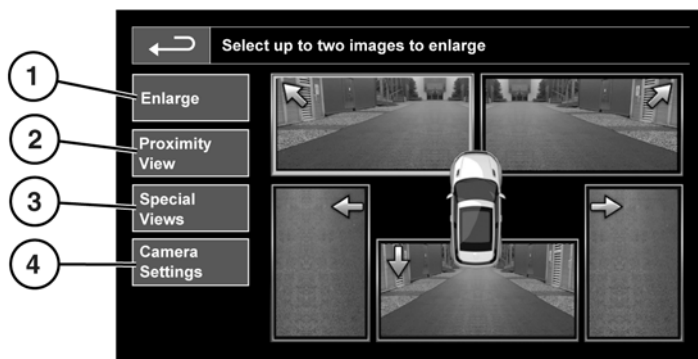 Select up to two images to enlarge
1
Enlarge
2
Proximity
View
3
Special
Views
4
Camera
Settings